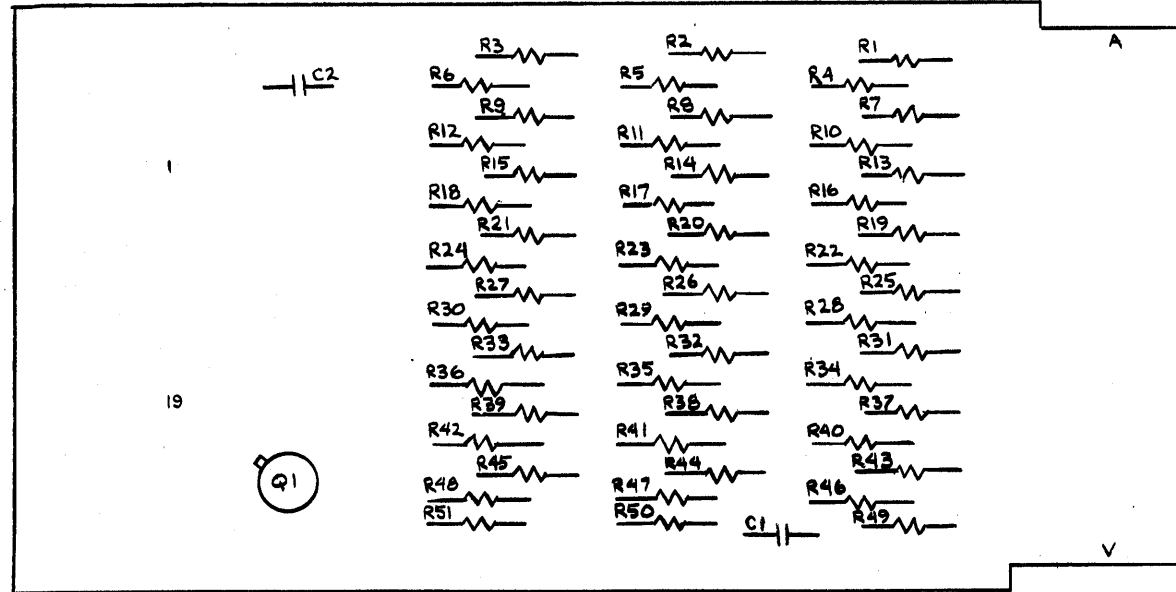 R3 R2 R1
A
C2 R6 R5 R4
R9 R8 R7
R12 R11 R10
1 R15 R14 R13
R18 R17 R16
R21 R20 R19
R24 R23 R22
R27 R26 R25
R30 R29 R28
R33 R32 R31
R36 R35 R34
19 R39 R38 R37
R42 R41 R40
R45 R44 R43
Q1 R48 R47 R46
R51 R50 C1 R49
V